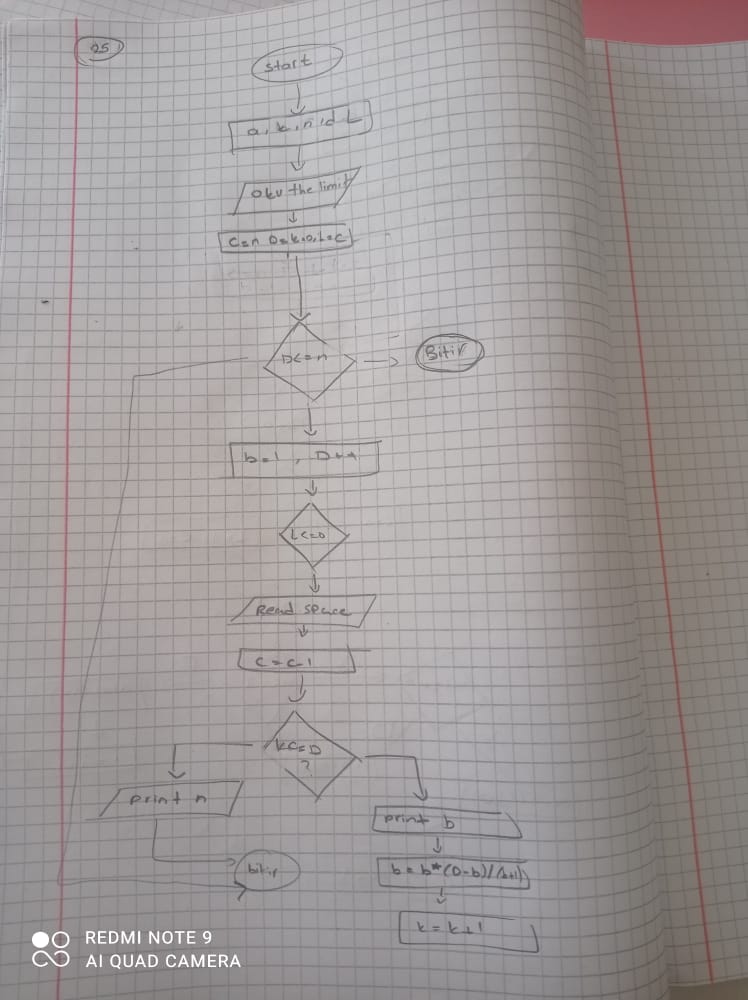 25
start
a, k, n, d L
Oku the limit
c=n D=k=0, L=c
D<=n
Bitir
b=1 , D++
L<=0
Read space
c=c-1
k<=D
?
print n
print b
bitir
b=b*(D-b)/(b+1)
k=k+1
REDMI NOTE 9
AI QUAD CAMERA